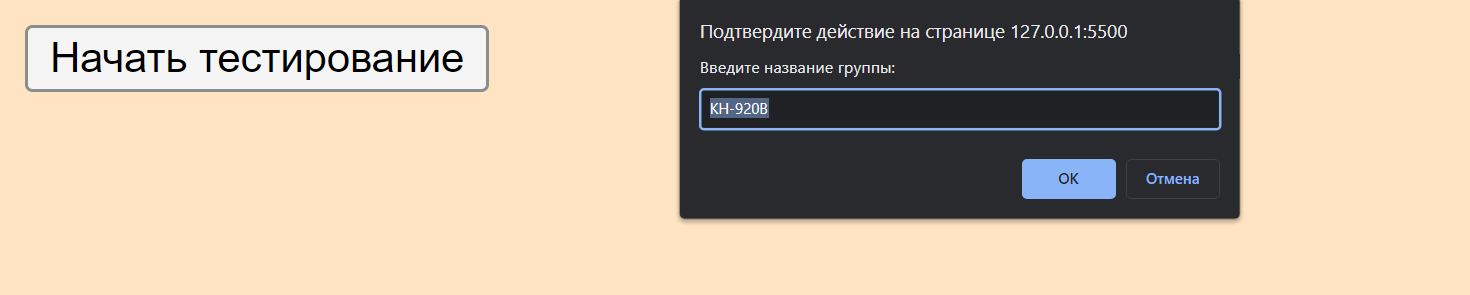 Начать тестирование
Подтвердите действие на странице 127.0.0.1:5500
Введите название группы:
КН-920В
ОК
Отмена